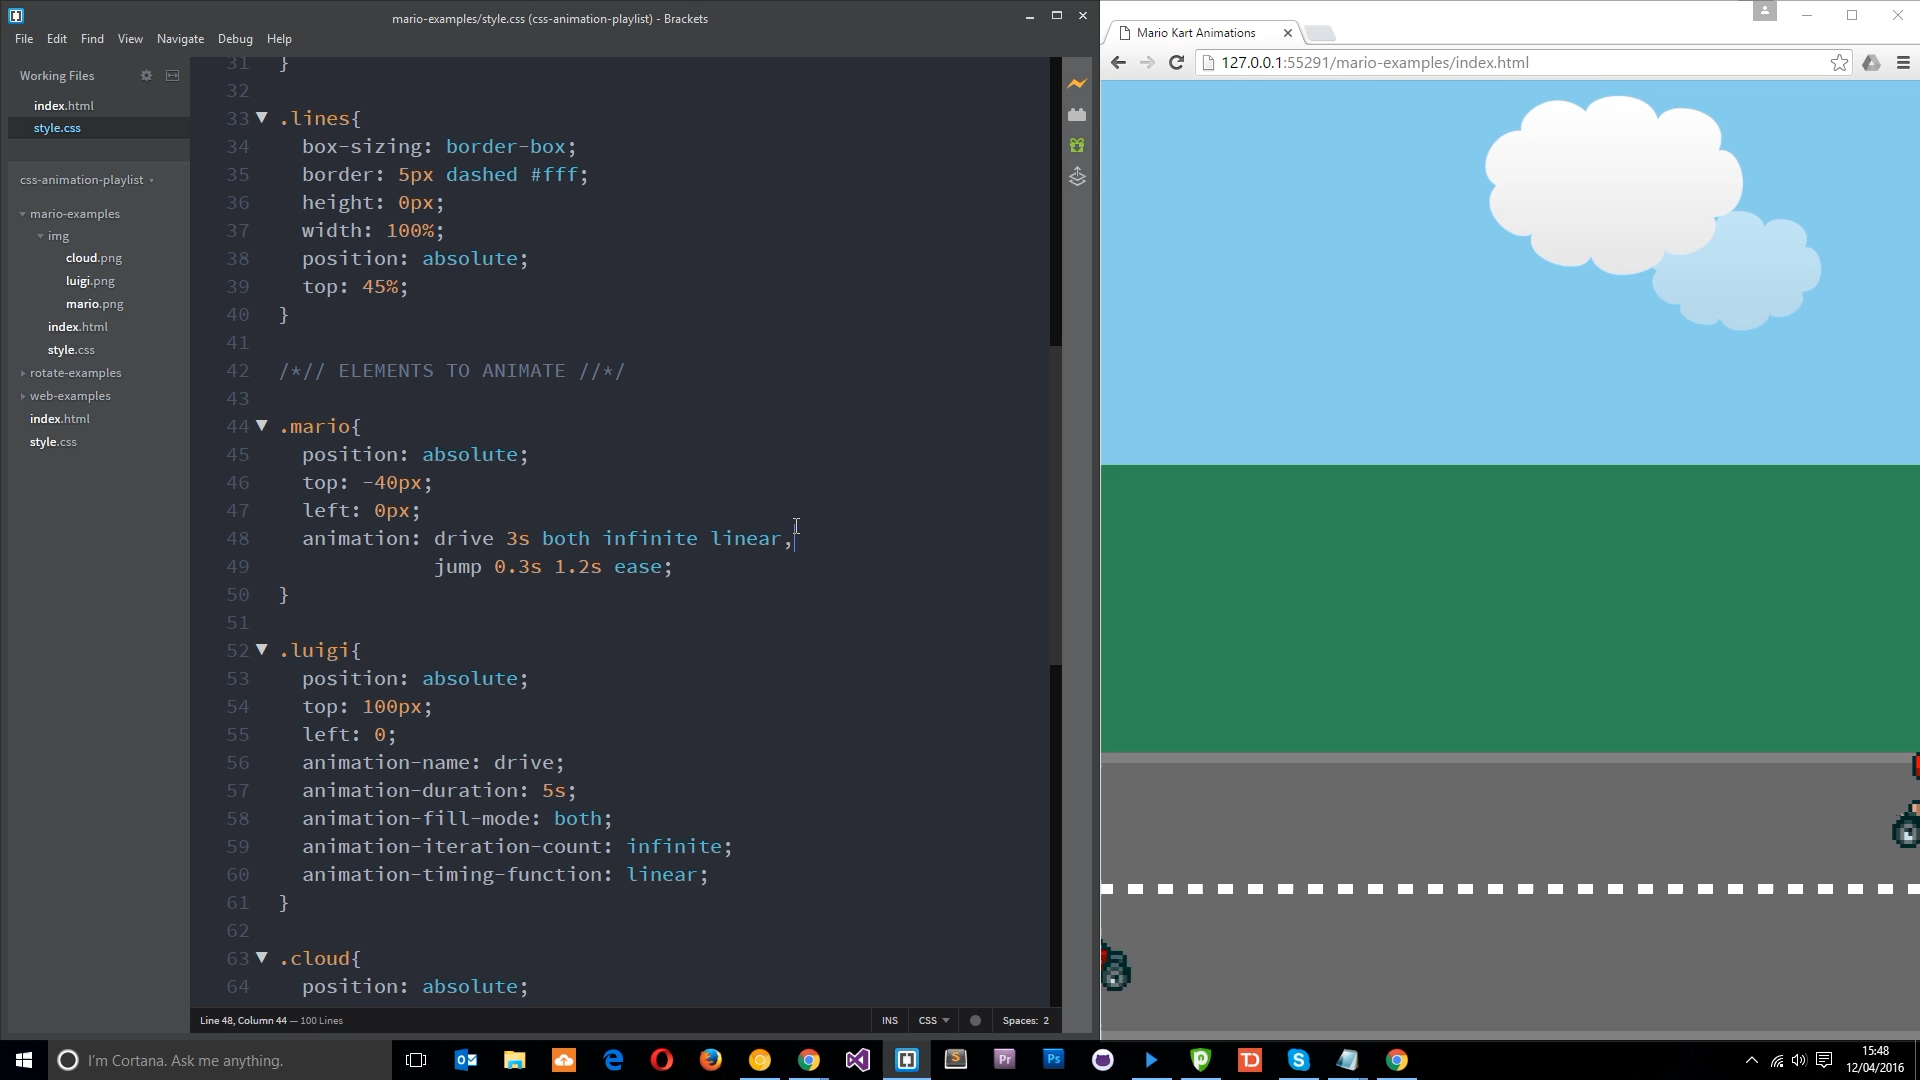 mario-examples/style.css (css-animation-playlist) - Brackets
File Edit Find View Navigate Debug Help
Working Files
index.html
style.css
css-animation-playlist
mario-examples
img
cloud.png
luigi.png
mario.png
index.html
style.css
rotate-examples
web-examples
index.html
style.css
31 }
32
33 .lines{
34 box-sizing: border-box;
35 border: 5px dashed #fff;
36 height: 0px;
37 width: 100%;
38 position: absolute;
39 top: 45%;
40 }
41
42 /*// ELEMENTS TO ANIMATE //*/
43
44 .mario{
45 position: absolute;
46 top: -40px;
47 left: 0px;
48 animation: drive 3s both infinite linear,
49 jump 0.3s 1.2s ease;
50 }
51
52 .luigi{
53 position: absolute;
54 top: 100px;
55 left: 0;
56 animation-name: drive;
57 animation-duration: 5s;
58 animation-fill-mode: both;
59 animation-iteration-count: infinite;
60 animation-timing-function: linear;
61 }
62
63 .cloud{
64 position: absolute;
Line 48, Column 44 — 100 Lines
INS CSS Spaces: 2
Mario Kart Animations
127.0.0.1:55291/mario-examples/index.html
I'm Cortana. Ask me anything.
Pr
Ps
TD
15:48
12/04/2016